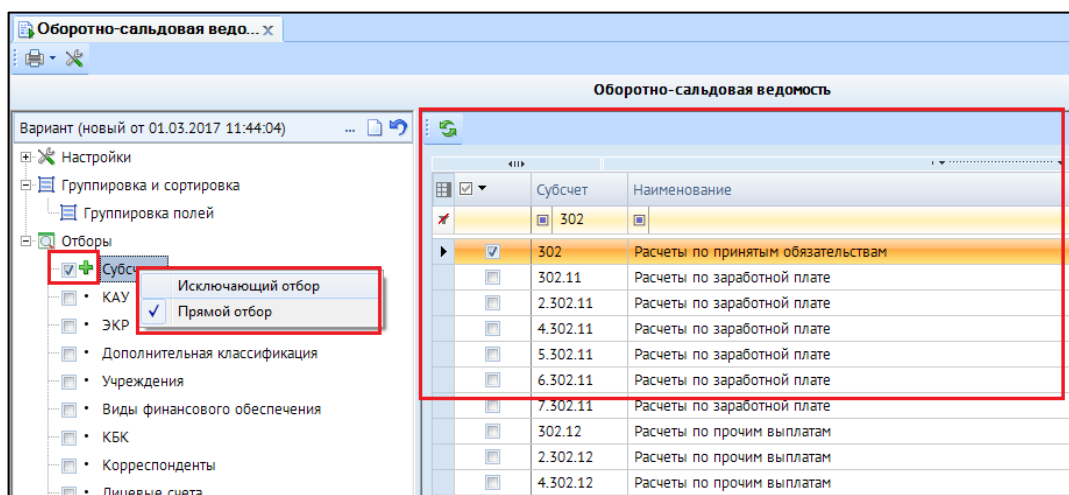 Оборотно-сальдовая ведо... x
Оборотно-сальдовая ведомость
Вариант (новый от 01.03.2017 11:44:04) ...
Настройки
Группировка и сортировка
Группировка полей
Отборы
Субсч
Исключающий отбор
Прямой отбор
КАУ
ЭКР
Дополнительная классификация
Учреждения
Виды финансового обеспечения
КБК
Корреспонденты
Лицевые счета
Субсчет Наименование
302
302 Расчеты по принятым обязательствам
302.11 Расчеты по заработной плате
2.302.11 Расчеты по заработной плате
4.302.11 Расчеты по заработной плате
5.302.11 Расчеты по заработной плате
6.302.11 Расчеты по заработной плате
7.302.11 Расчеты по заработной плате
302.12 Расчеты по прочим выплатам
2.302.12 Расчеты по прочим выплатам
4.302.12 Расчеты по прочим выплатам